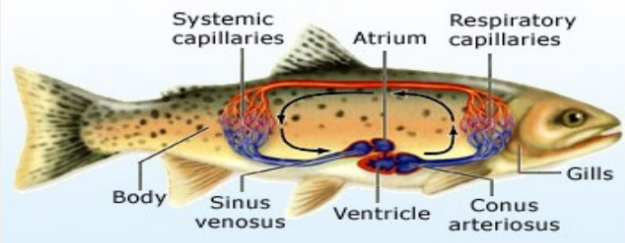 Systemic
capillaries
Atrium
Respiratory
capillaries
Gills
Body
Sinus
venosus
Ventricle
Conus
arteriosus